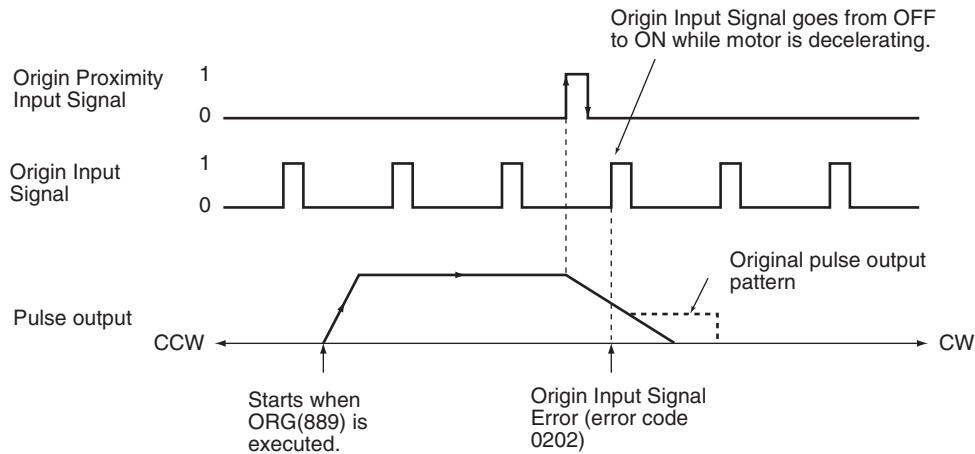 Origin Input Signal goes from OFF
to ON while motor is decelerating.
Origin Proximity
Input Signal
1
0
Origin Input
Signal
1
0
Original pulse output
pattern
Pulse output
CCW
CW
Starts when
ORG(889) is
executed.
Origin Input Signal
Error (error code
0202)